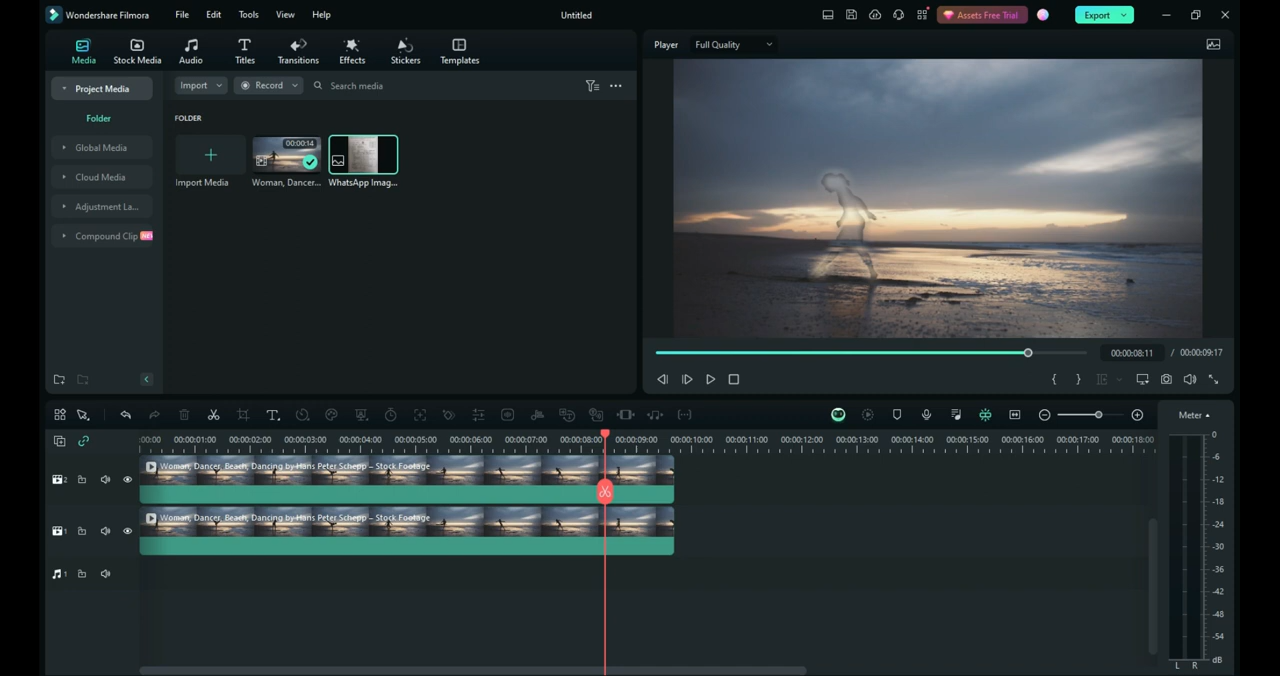 Wondershare Filmora File Edit Tools View Help Untitled Assets Free Trial Export
Media Stock Media Audio Titles Transitions Effects Stickers Templates
Player Full Quality
Project Media
Import Record Search media
Folder
FOLDER
Global Media
Cloud Media
Adjustment La...
Compound Clip
00:00:14
Import Media Woman, Dancer... WhatsApp Imag...
00:00:08:11 / 00:00:09:17
Meter
:00:00 00:00:01:00 00:00:02:00 00:00:03:00 00:00:04:00 00:00:05:00 00:00:06:00 00:00:07:00 00:00:08:00 00:00:09:00 00:00:10:00 00:00:11:00 00:00:12:00 00:00:13:00 00:00:14:00 00:00:15:00 00:00:16:00 00:00:17:00 00:00:18:00
2 Woman, Dancer, Beach, Dancing by Hans Peter Schepp – Stock Footage
1 Woman, Dancer, Beach, Dancing by Hans Peter Schepp – Stock Footage
1
0
-6
-12
-18
-24
-30
-36
-42
-48
-54
dB
L R